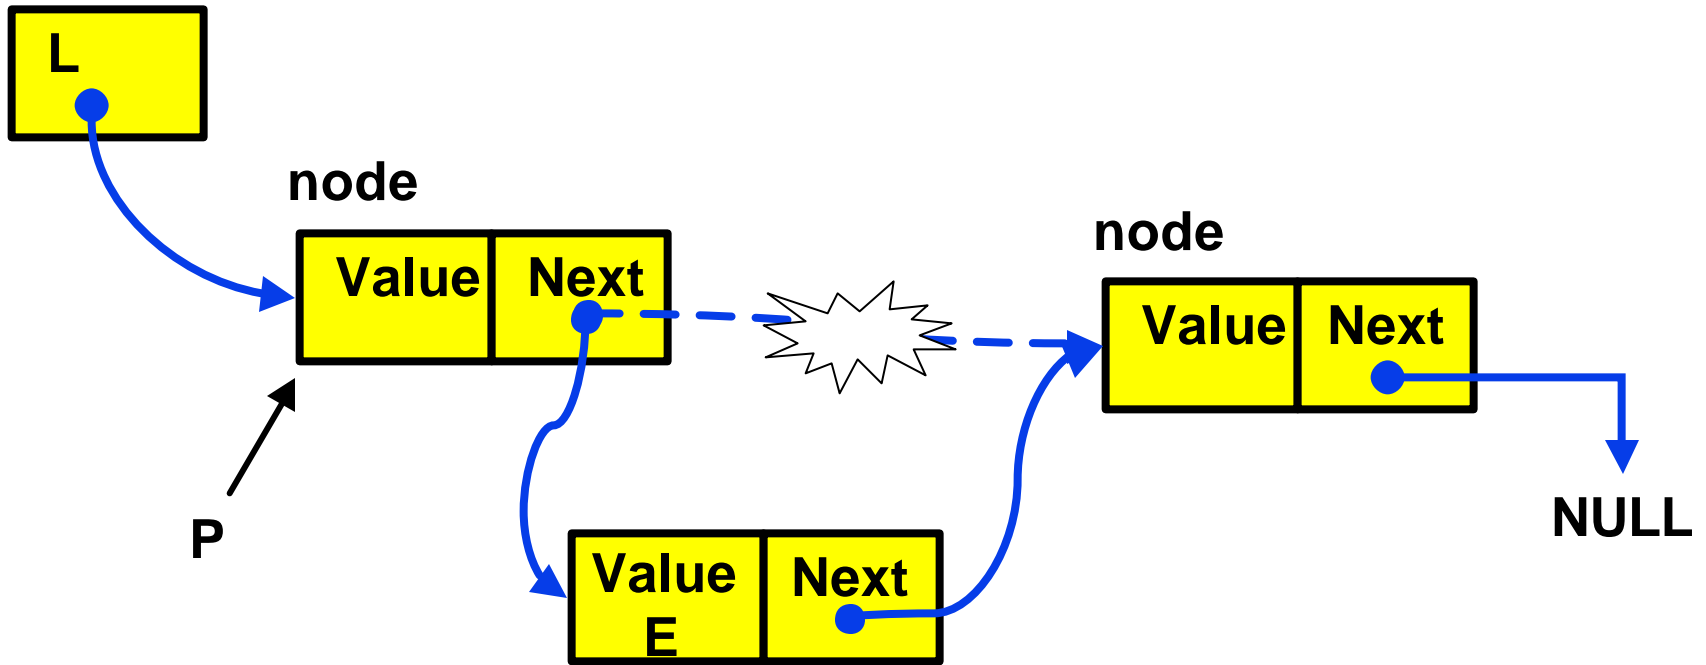 L
node
Value Next
node
Value Next
P
NULL
Value Next
E